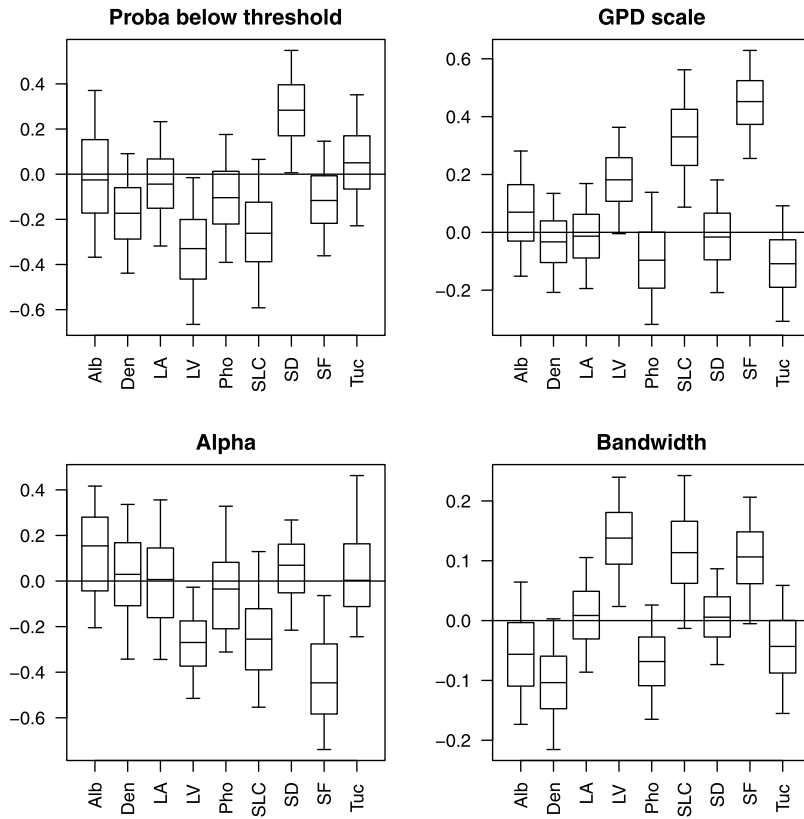 Proba below threshold
0.4
0.2
0.0
−0.2
−0.4
−0.6
Alb Den LA LV Pho SLC SD SF Tuc
GPD scale
0.6
0.4
0.2
0.0
−0.2
Alb Den LA LV Pho SLC SD SF Tuc
Alpha
0.4
0.2
0.0
−0.2
−0.4
−0.6
Alb Den LA LV Pho SLC SD SF Tuc
Bandwidth
0.2
0.1
0.0
−0.1
−0.2
Alb Den LA LV Pho SLC SD SF Tuc